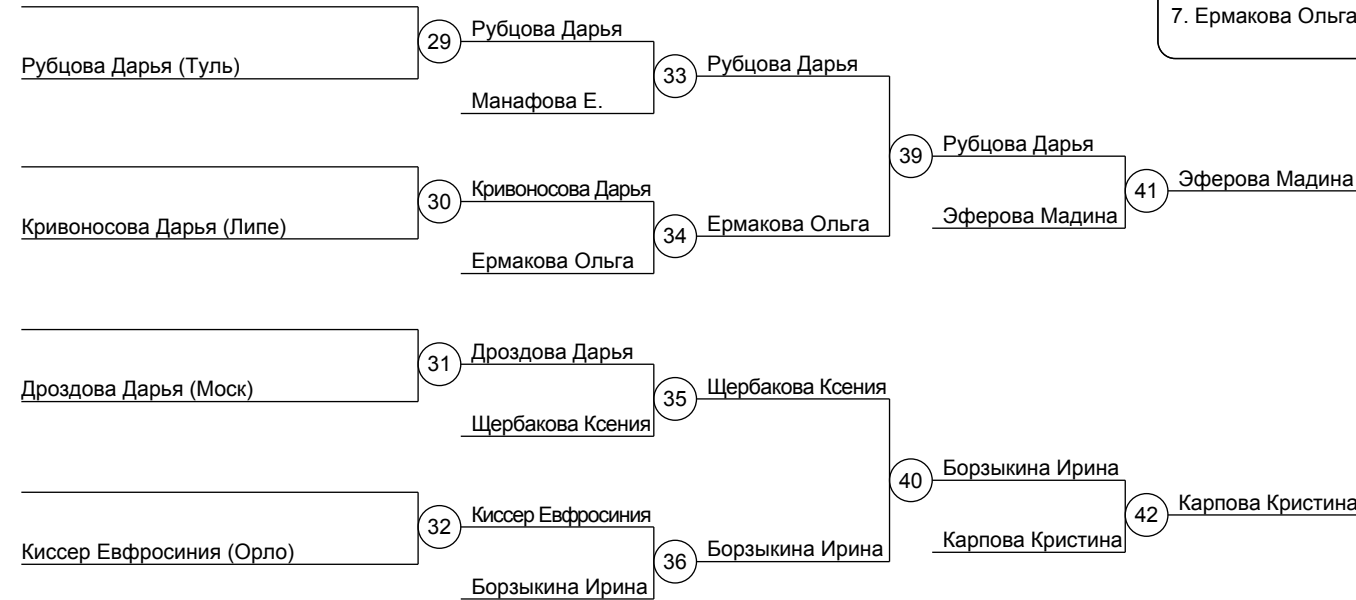 7. Ермакова Ольга
29
Рубцова Дарья
Рубцова Дарья (Туль)
33
Рубцова Дарья
Манафова Е.
39
Рубцова Дарья
30
Кривоносова Дарья
41
Эферова Мадина
Кривоносова Дарья (Липе)
34
Ермакова Ольга
Эферова Мадина
Ермакова Ольга
31
Дроздова Дарья
Дроздова Дарья (Моск)
35
Щербакова Ксения
Щербакова Ксения
40
Борзыкина Ирина
32
Киссер Евфросиния
42
Карпова Кристина
Киссер Евфросиния (Орло)
36
Борзыкина Ирина
Карпова Кристина
Борзыкина Ирина